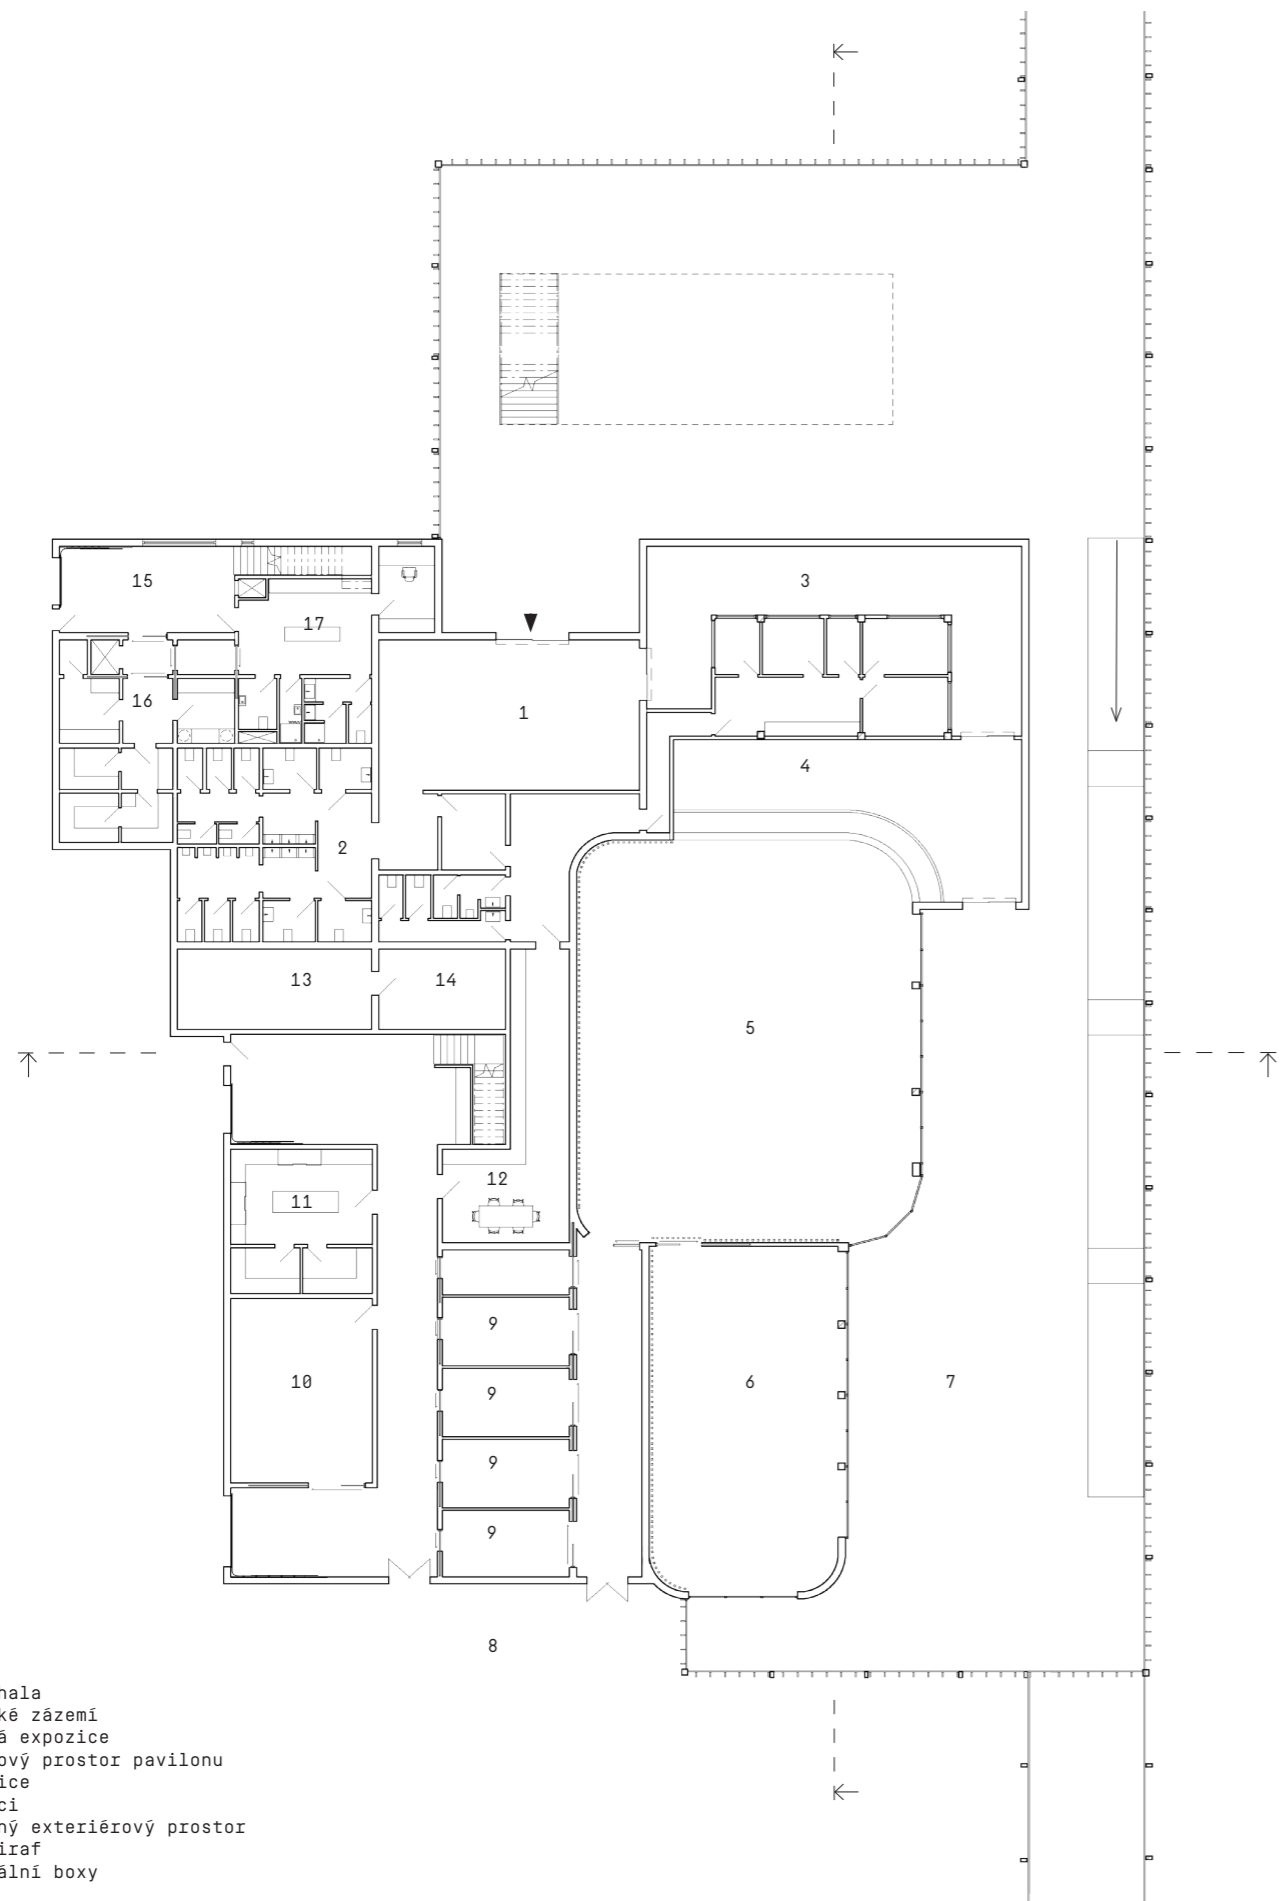 3
15
17
16
1
4
2
13
14
5
12
11
9
10
9
6
7
9
9
8
hala
ké zázemí
á expozice
ový prostor pavilonu
ice
ci
ný exteriérový prostor
iraf
ální boxy